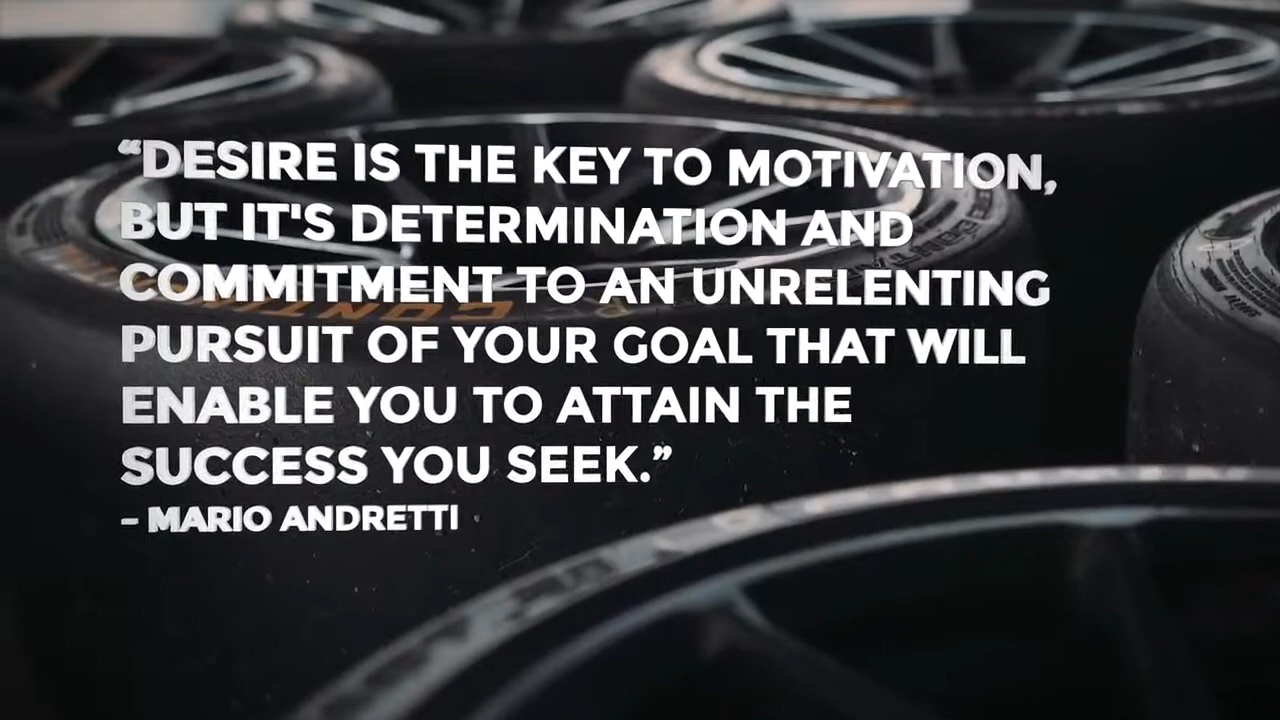 “DESIRE IS THE KEY TO MOTIVATION,
BUT IT'S DETERMINATION AND
COMMITMENT TO AN UNRELENTING
PURSUIT OF YOUR GOAL THAT WILL
ENABLE YOU TO ATTAIN THE
SUCCESS YOU SEEK.”
– MARIO ANDRETTI